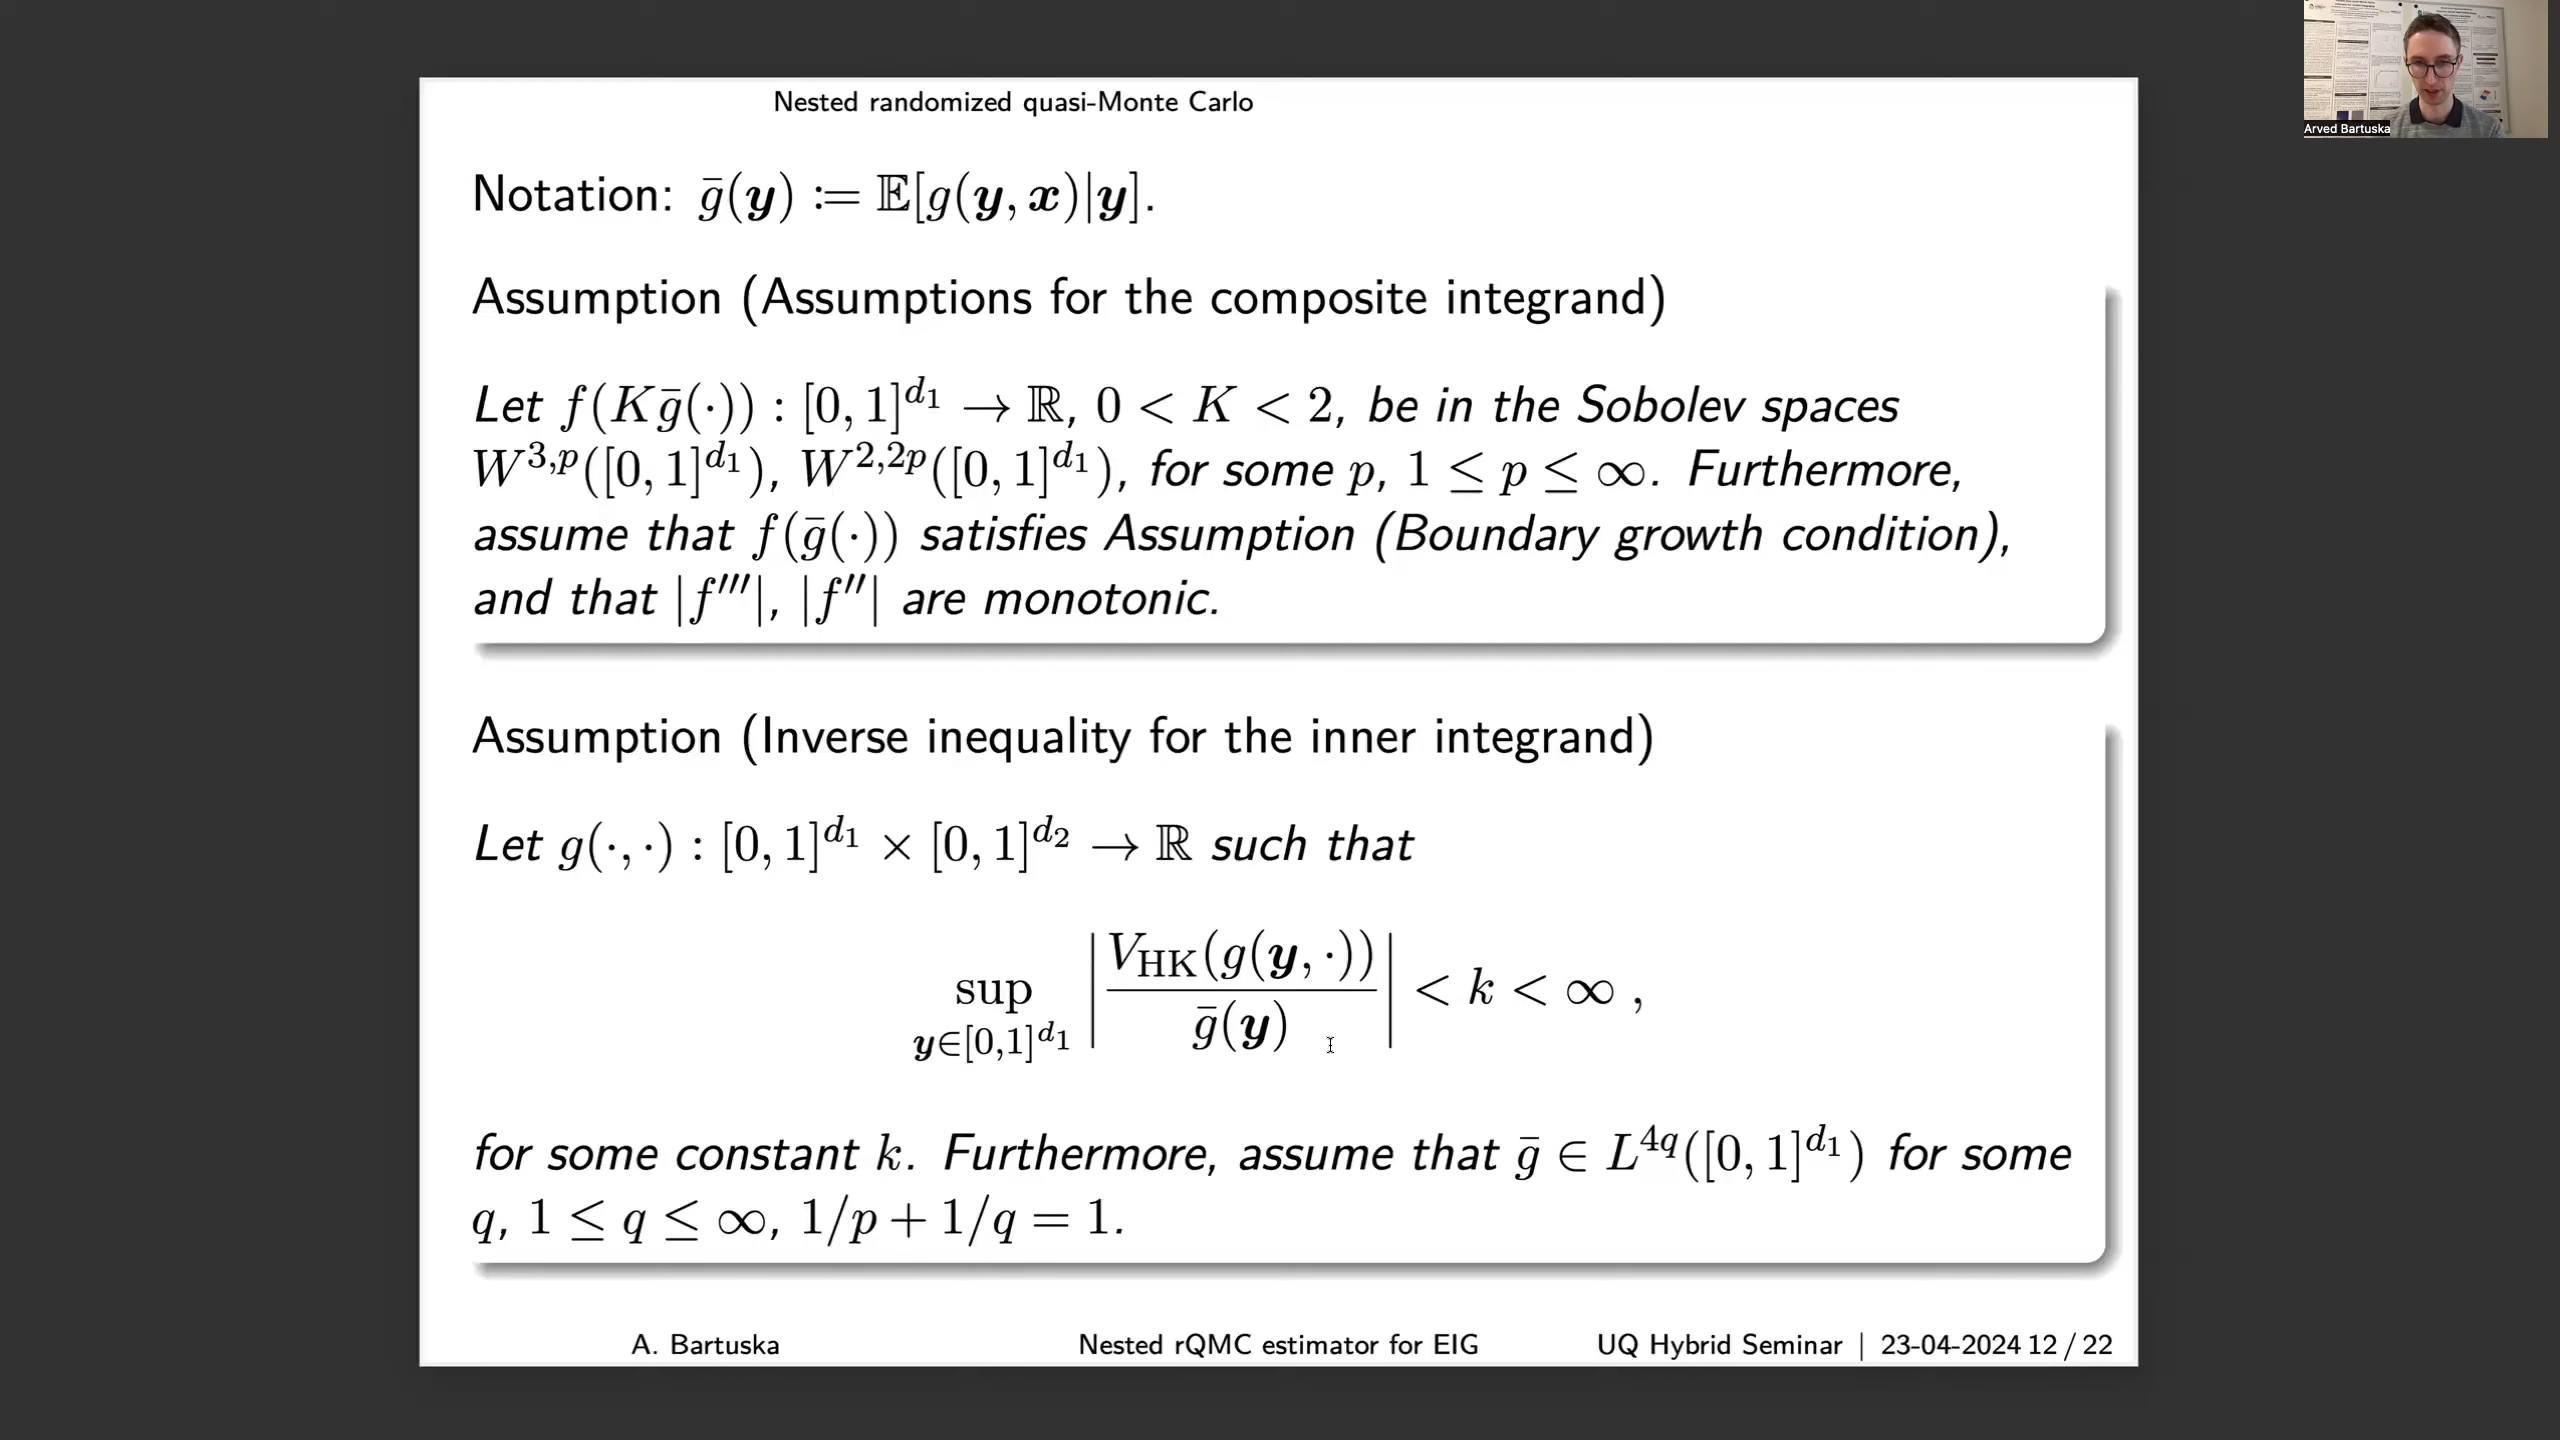 Nested randomized quasi-Monte Carlo
Arved Bartuska
Notation: ḡ(𝒚) ≔ 𝔼[g(𝒚, 𝒙)|𝒚].
Assumption (Assumptions for the composite integrand)
Let f(Kḡ(·)) : [0, 1]^{d₁} → ℝ, 0 < K < 2, be in the Sobolev spaces
W^{3,p}([0, 1]^{d₁}), W^{2,2p}([0, 1]^{d₁}), for some p, 1 ≤ p ≤ ∞. Furthermore,
assume that f(ḡ(·)) satisfies Assumption (Boundary growth condition),
and that |f‴|, |f″| are monotonic.
Assumption (Inverse inequality for the inner integrand)
Let g(·, ·) : [0, 1]^{d₁} × [0, 1]^{d₂} → ℝ such that
sup_{𝒚∈[0,1]^{d₁}} | V_{HK}(g(𝒚, ·)) / ḡ(𝒚) | < k < ∞ ,
for some constant k. Furthermore, assume that ḡ ∈ L^{4q}([0, 1]^{d₁}) for some
q, 1 ≤ q ≤ ∞, 1/p + 1/q = 1.
A. Bartuska Nested rQMC estimator for EIG UQ Hybrid Seminar | 23-04-2024 12 / 22